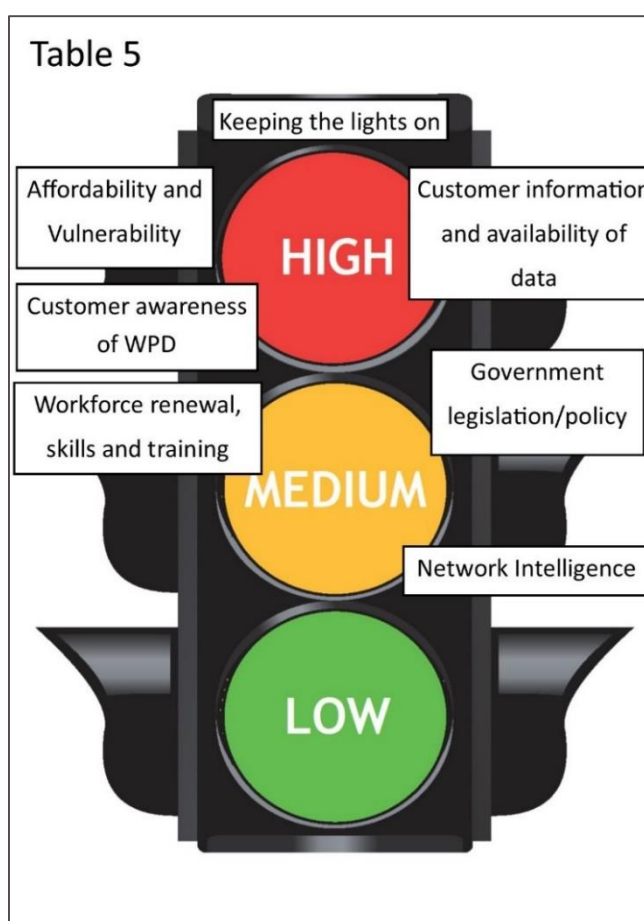 Table 5
Keeping the lights on
Affordability and
Vulnerability
Customer information
and availability of
data
HIGH
Customer awareness
of WPD
Government
legislation/policy
Workforce renewal,
skills and training
MEDIUM
Network Intelligence
LOW